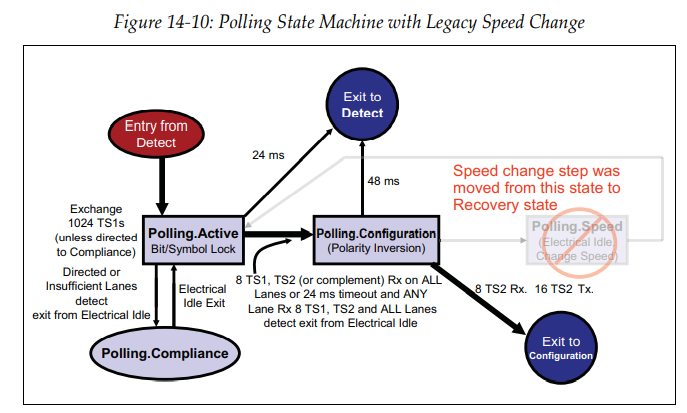 Figure 14-10: Polling State Machine with Legacy Speed Change
Entry from
Detect
Exit to
Detect
24 ms
48 ms
Speed change step was
moved from this state to
Recovery state
Exchange
1024 TS1s
(unless directed
to Compliance)
Polling.Active
Bit/Symbol Lock
Polling.Configuration
(Polarity Inversion)
Polling.Speed
(Electrical Idle,
Change Speed)
Directed or
Insufficient Lanes
detect
exit from Electrical Idle
Electrical
Idle Exit
8 TS1, TS2 (or complement) Rx on ALL
Lanes or 24 ms timeout and ANY
Lane Rx 8 TS1, TS2 and ALL Lanes
detect exit from Electrical Idle
8 TS2 Rx. 16 TS2 Tx.
Polling.Compliance
Exit to
Configuration